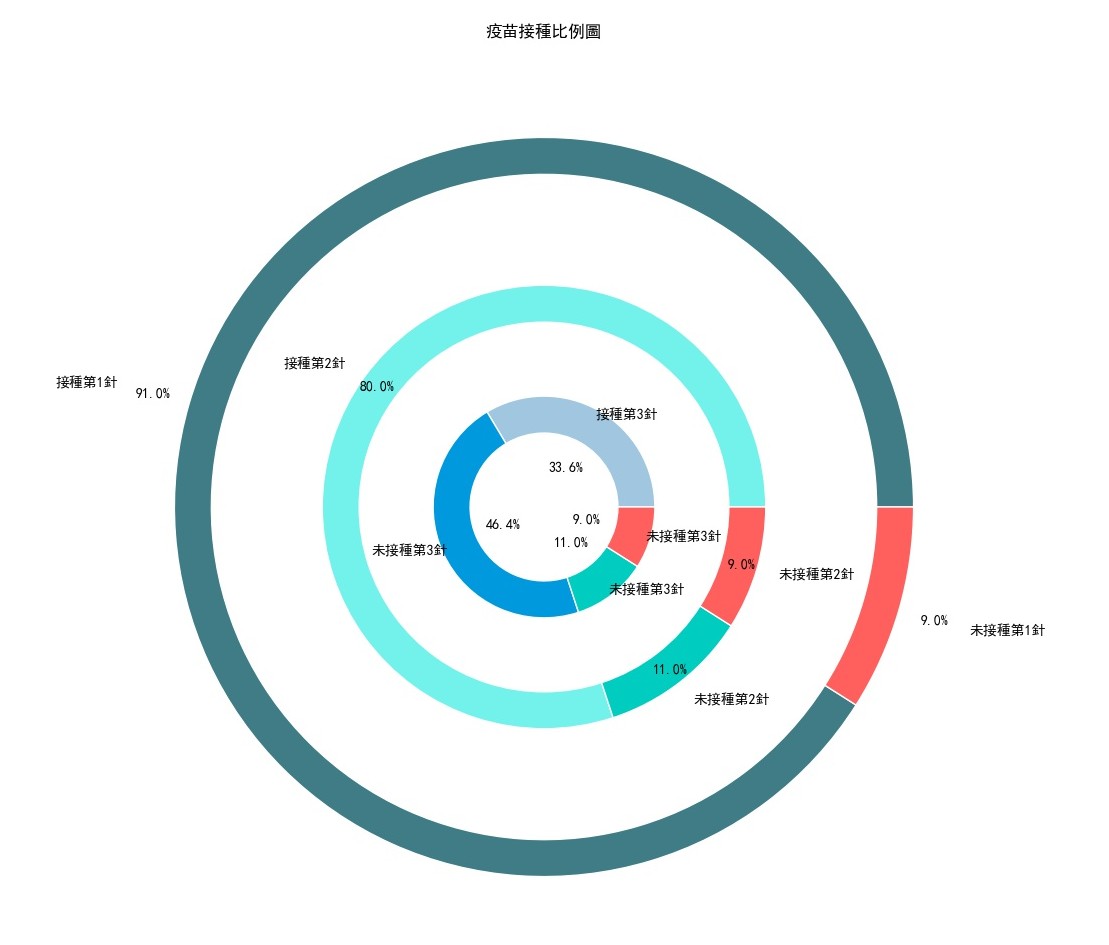 疫苗接種比例圖
接種第1針
91.0%
9.0%
未接種第1針
接種第2針
80.0%
9.0%
未接種第2針
11.0%
未接種第2針
接種第3針
33.6%
46.4%
未接種第3針
9.0%
未接種第3針
11.0%
未接種第3針